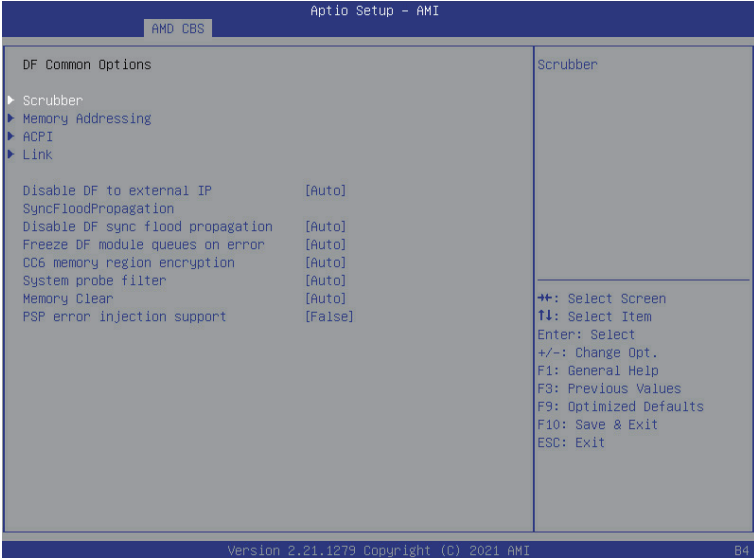 Aptio Setup – AMI
AMD CBS
DF Common Options
Scrubber
Memory Addressing
ACPI
Link
Disable DF to external IP [Auto]
SyncFloodPropagation
Disable DF sync flood propagation [Auto]
Freeze DF module queues on error [Auto]
CC6 memory region encryption [Auto]
System probe filter [Auto]
Memory Clear [Auto]
PSP error injection support [False]
Scrubber
→←: Select Screen
↑↓: Select Item
Enter: Select
+/-: Change Opt.
F1: General Help
F3: Previous Values
F9: Optimized Defaults
F10: Save & Exit
ESC: Exit
Version 2.21.1279 Copyright (C) 2021 AMI
B4